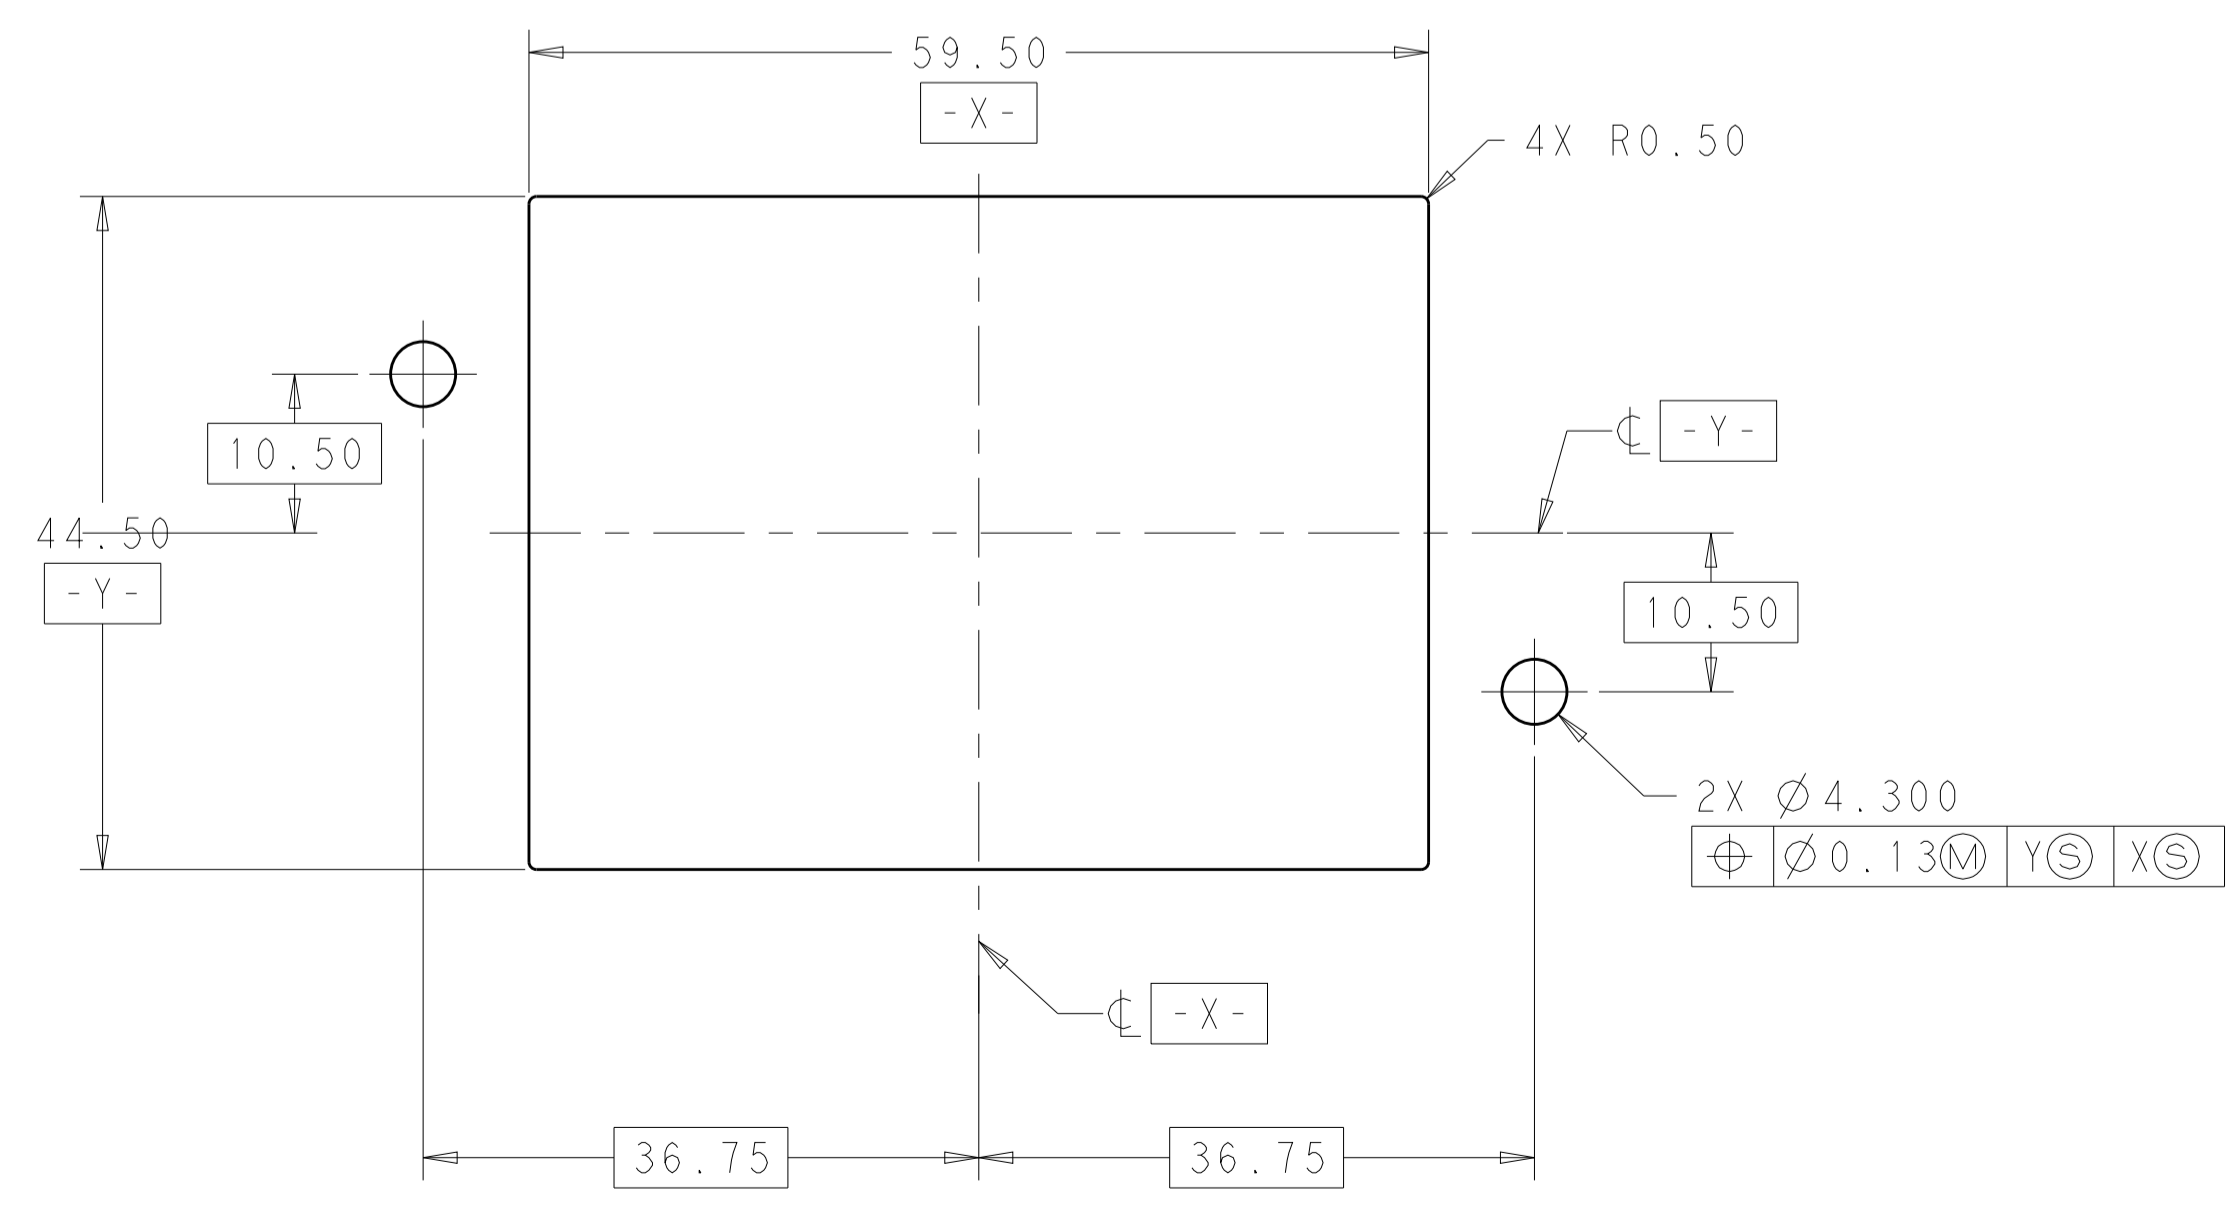 59.50
-X-
4X R0.50
℄ -Y-
10.50
44.50
-Y-
10.50
2X ⌀4.300
⌖ ⌀0.13Ⓜ YⓈ XⓈ
℄ -X-
36.75
36.75